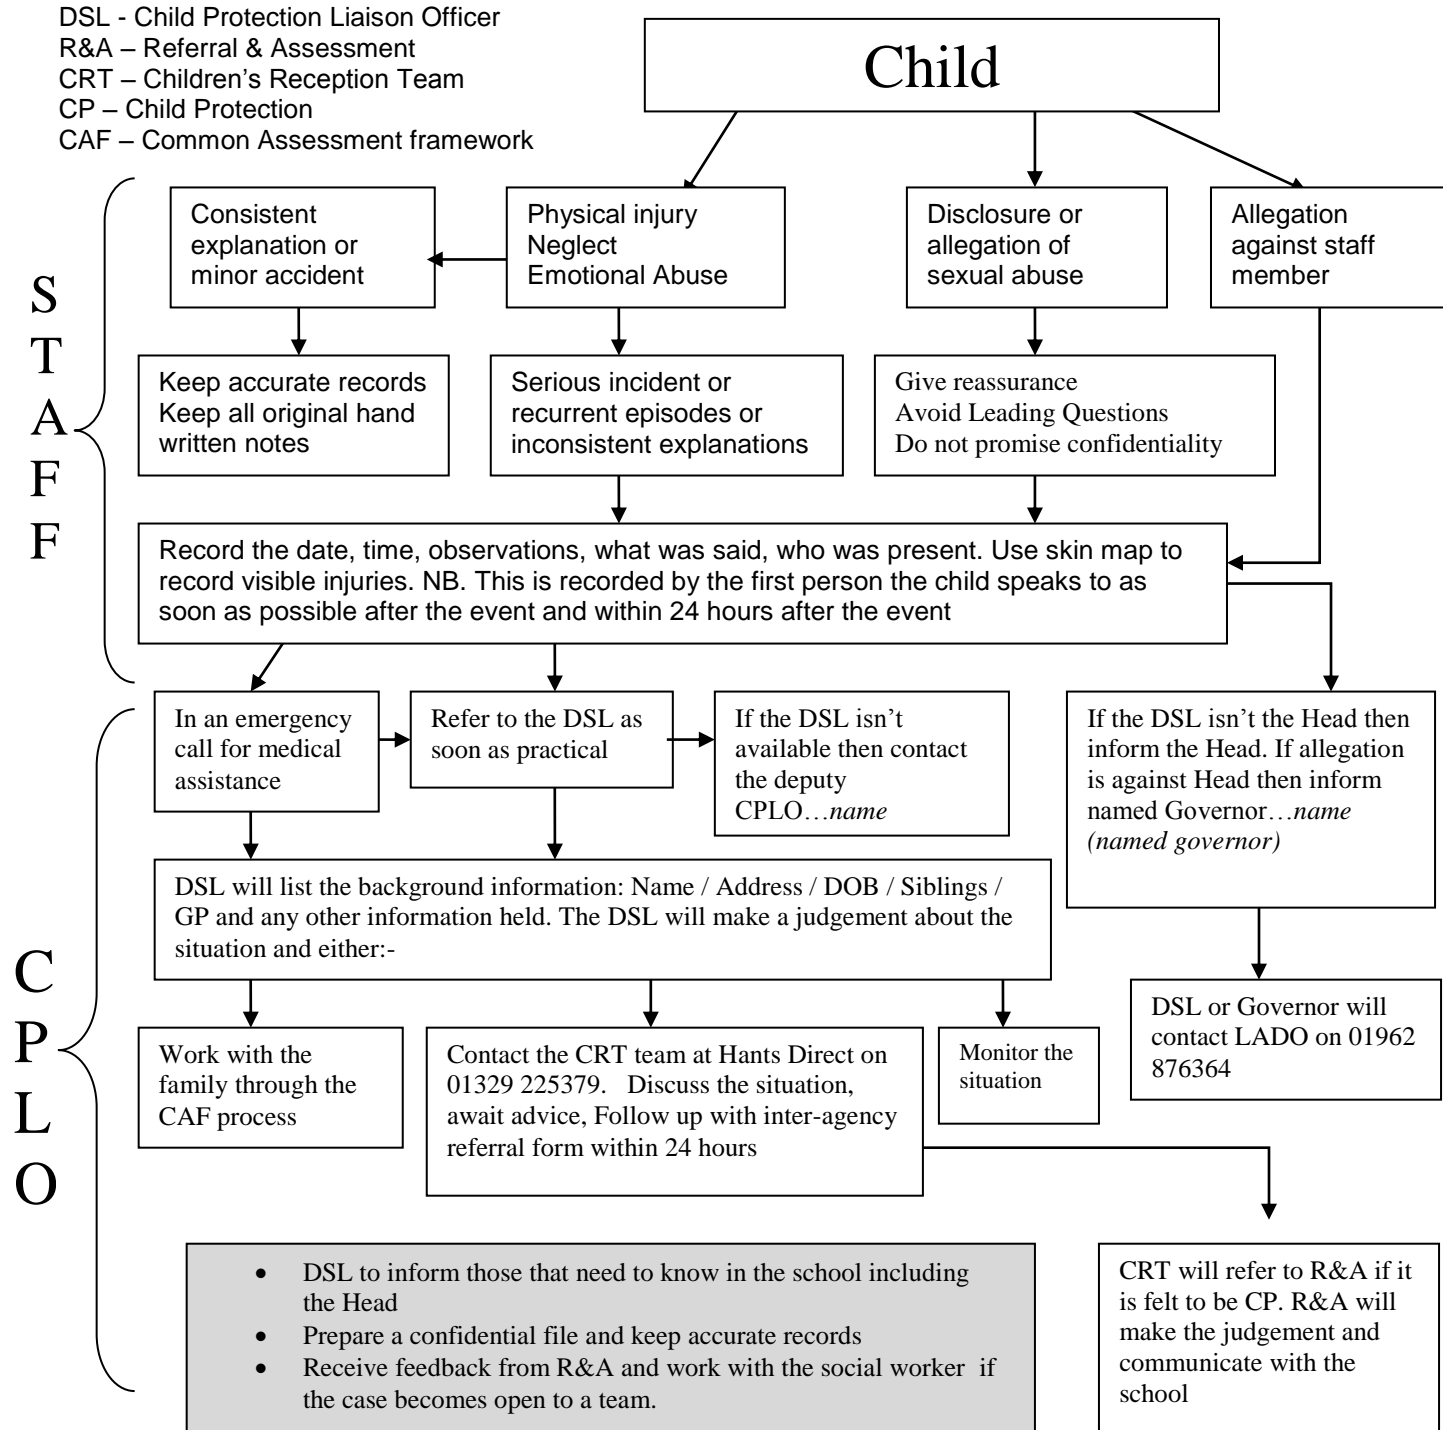 DSL - Child Protection Liaison Officer
R&A – Referral & Assessment
CRT – Children's Reception Team
CP – Child Protection
CAF – Common Assessment framework
Child
S
T
A
F
F
Consistent
explanation or
minor accident
Physical injury
Neglect
Emotional Abuse
Disclosure or
allegation of
sexual abuse
Allegation
against staff
member
Keep accurate records
Keep all original hand
written notes
Serious incident or
recurrent episodes or
inconsistent explanations
Give reassurance
Avoid Leading Questions
Do not promise confidentiality
Record the date, time, observations, what was said, who was present. Use skin map to
record visible injuries. NB. This is recorded by the first person the child speaks to as
soon as possible after the event and within 24 hours after the event
C
P
L
O
In an emergency
call for medical
assistance
Refer to the DSL as
soon as practical
If the DSL isn't
available then contact
the deputy
CPLO…name
If the DSL isn't the Head then
inform the Head. If allegation
is against Head then inform
named Governor…name
(named governor)
DSL will list the background information: Name / Address / DOB / Siblings /
GP and any other information held. The DSL will make a judgement about the
situation and either:-
DSL or Governor will
contact LADO on 01962
876364
Work with the
family through the
CAF process
Contact the CRT team at Hants Direct on
01329 225379.   Discuss the situation,
await advice, Follow up with inter-agency
referral form within 24 hours
Monitor the
situation
• DSL to inform those that need to know in the school including
the Head
• Prepare a confidential file and keep accurate records
• Receive feedback from R&A and work with the social worker  if
the case becomes open to a team.
CRT will refer to R&A if it
is felt to be CP. R&A will
make the judgement and
communicate with the
school